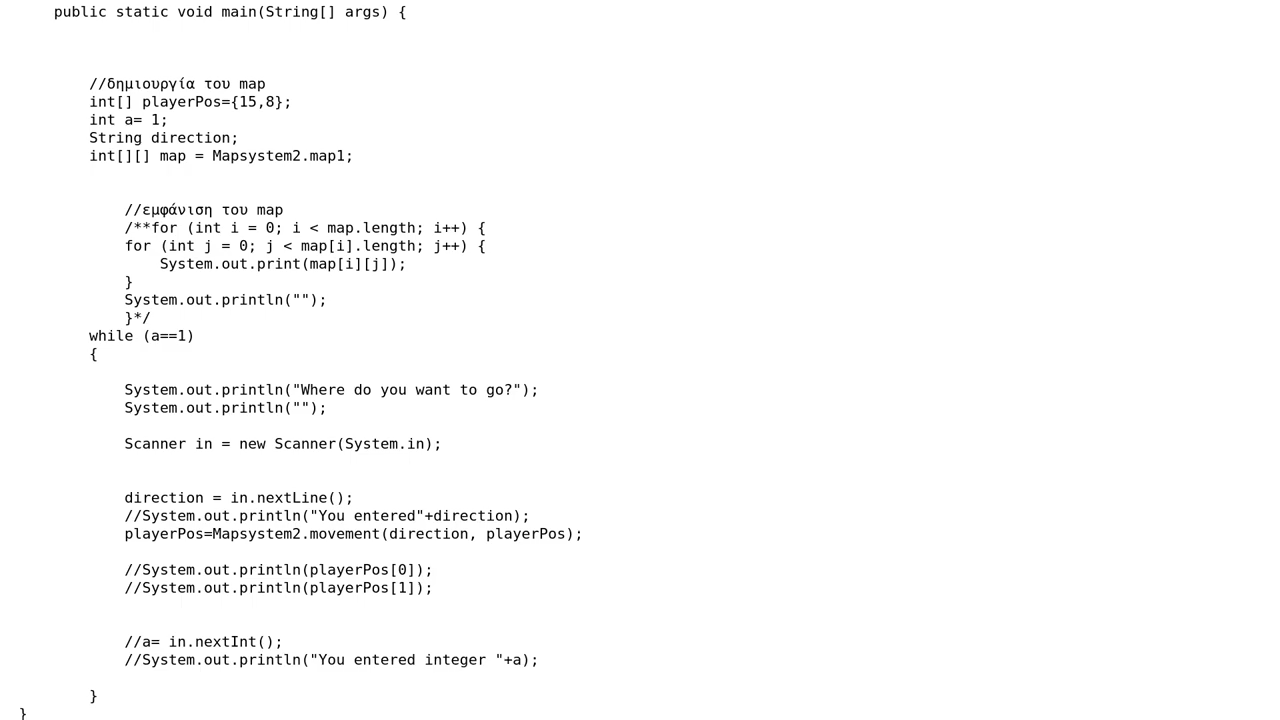 public static void main(String[] args) {
//δημιουργία του map
int[] playerPos={15,8};
int a= 1;
String direction;
int[][] map = Mapsystem2.map1;
//εμφάνιση του map
/**for (int i = 0; i < map.length; i++) {
for (int j = 0; j < map[i].length; j++) {
System.out.print(map[i][j]);
}
System.out.println("");
}*/
while (a==1)
{
System.out.println("Where do you want to go?");
System.out.println("");
Scanner in = new Scanner(System.in);
direction = in.nextLine();
//System.out.println("You entered"+direction);
playerPos=Mapsystem2.movement(direction, playerPos);
//System.out.println(playerPos[0]);
//System.out.println(playerPos[1]);
//a= in.nextInt();
//System.out.println("You entered integer "+a);
}
}